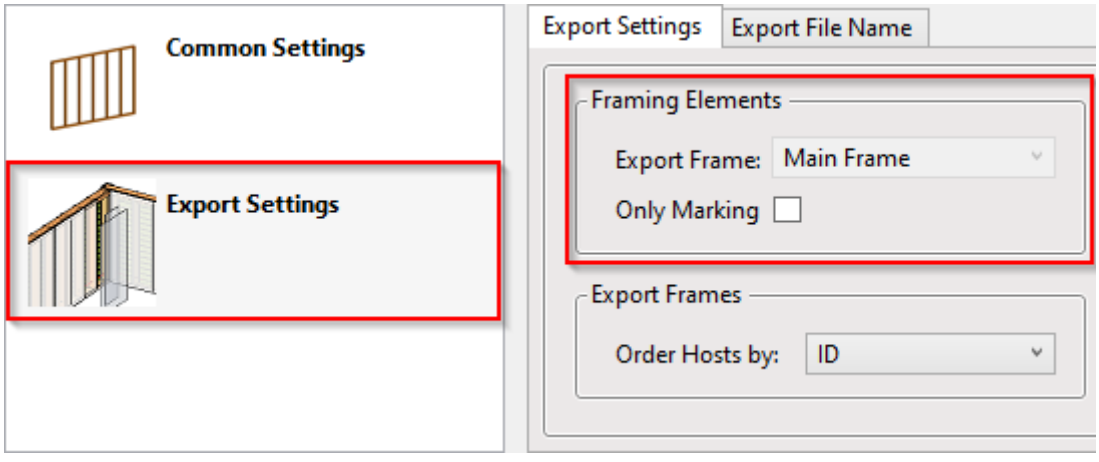 Common Settings
Export Settings
Export Settings
Export File Name
Framing Elements
Export Frame: Main Frame
Only Marking
Export Frames
Order Hosts by: ID